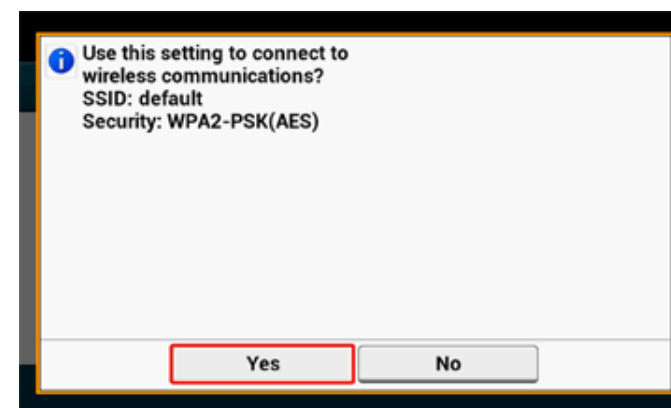 Use this setting to connect to
wireless communications?
SSID: default
Security: WPA2-PSK(AES)
Yes
No